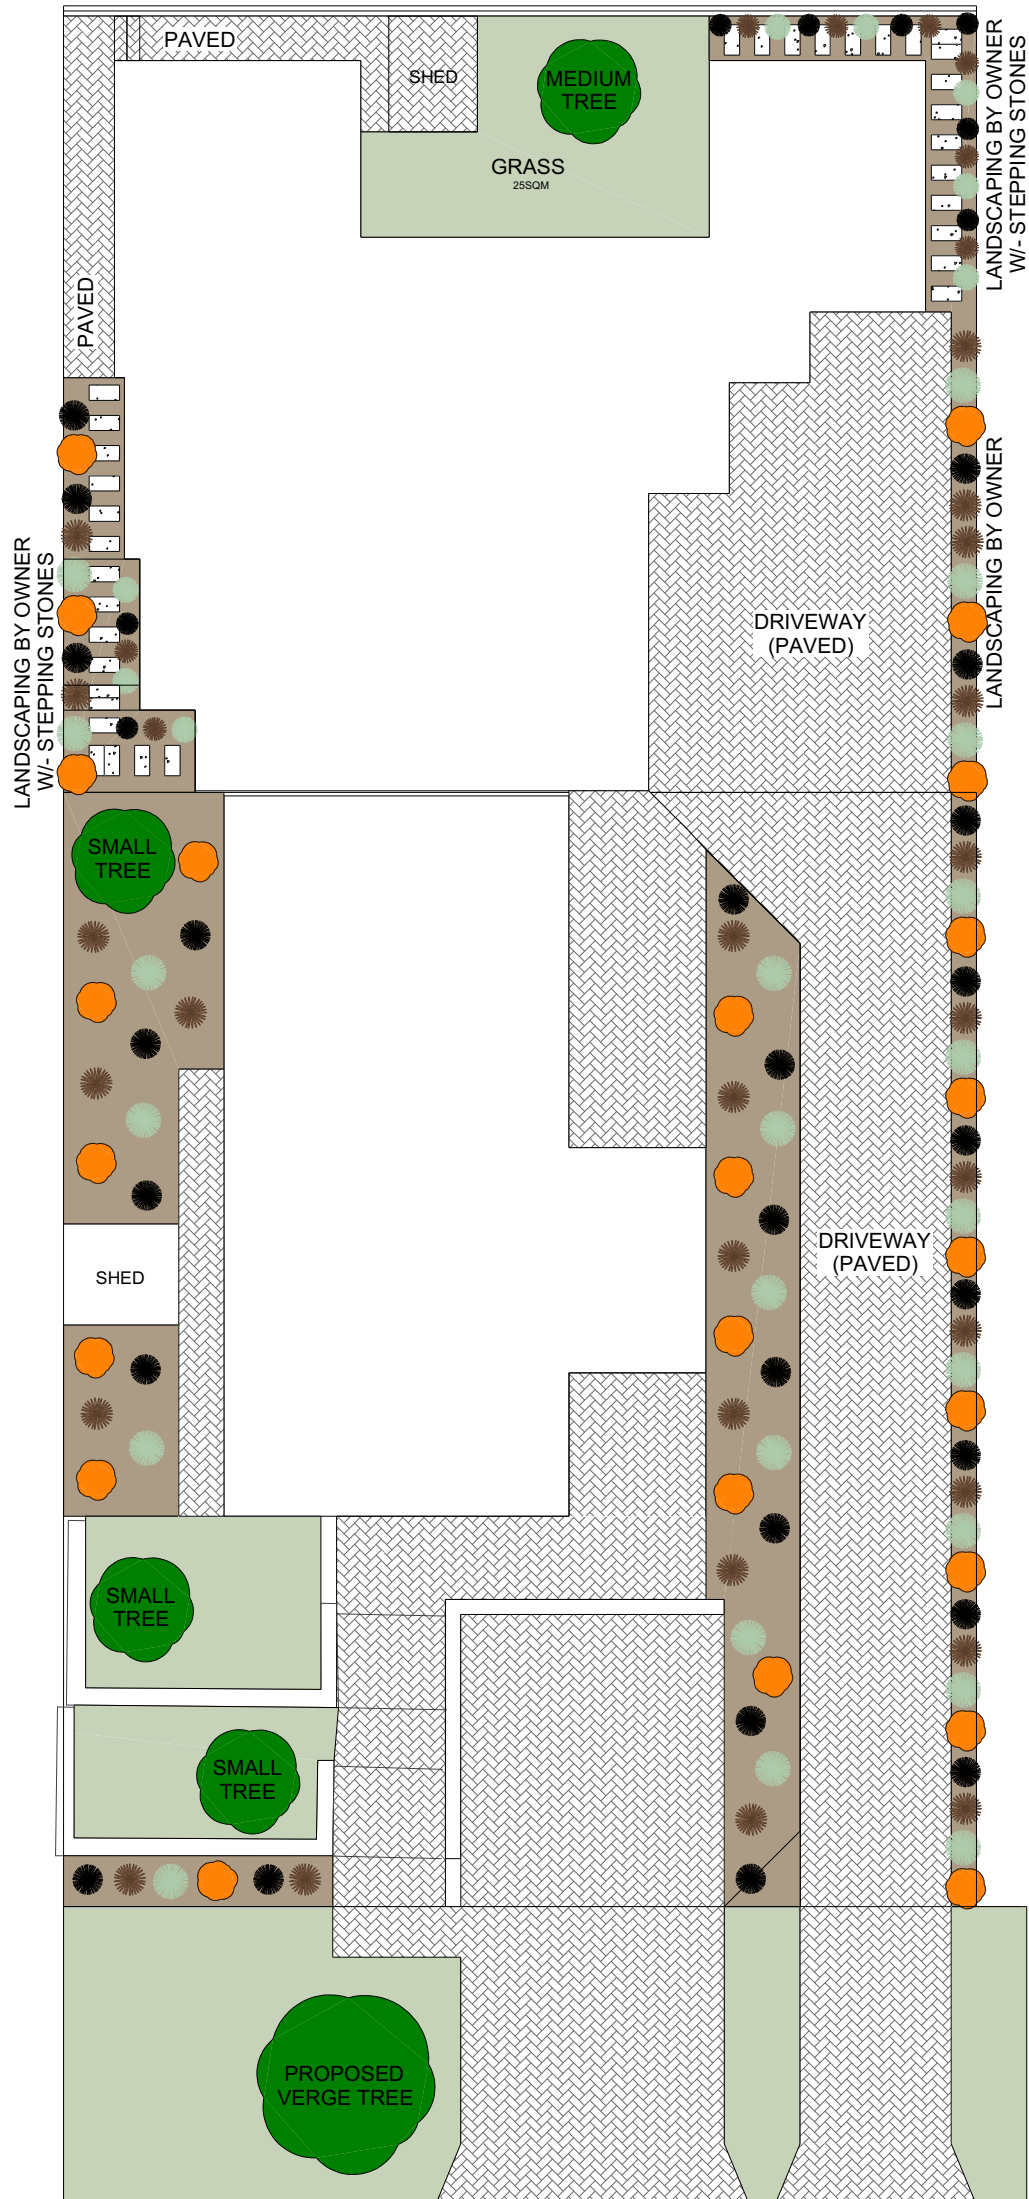 PAVED
SHED
MEDIUM
TREE
GRASS
25SQM
LANDSCAPING BY OWNER
W/- STEPPING STONES
PAVED
LANDSCAPING BY OWNER
LANDSCAPING BY OWNER
W/- STEPPING STONES
DRIVEWAY
(PAVED)
SMALL
TREE
DRIVEWAY
(PAVED)
SHED
SMALL
TREE
SMALL
TREE
PROPOSED
VERGE TREE